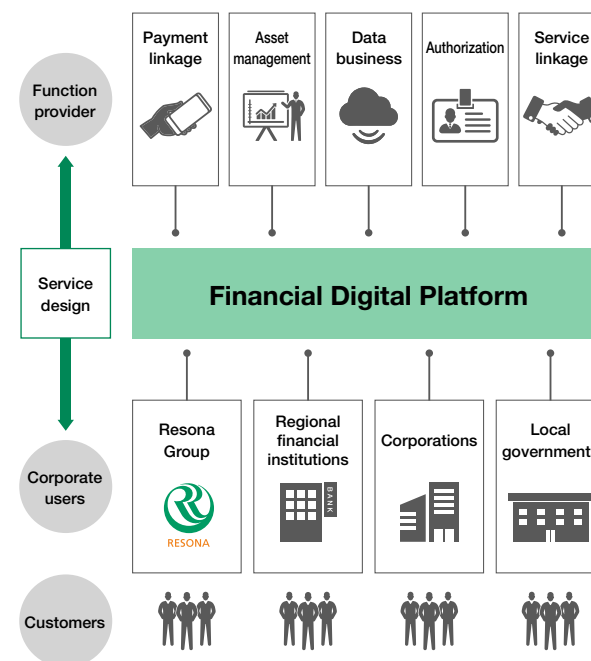 Function
provider
Payment
linkage
Asset
management
Data
business
Authorization
Service
linkage
Service
design
Financial Digital Platform
Corporate
users
Resona
Group
RESONA
Regional
financial
institutions
BANK
Corporations
Local
government
Customers